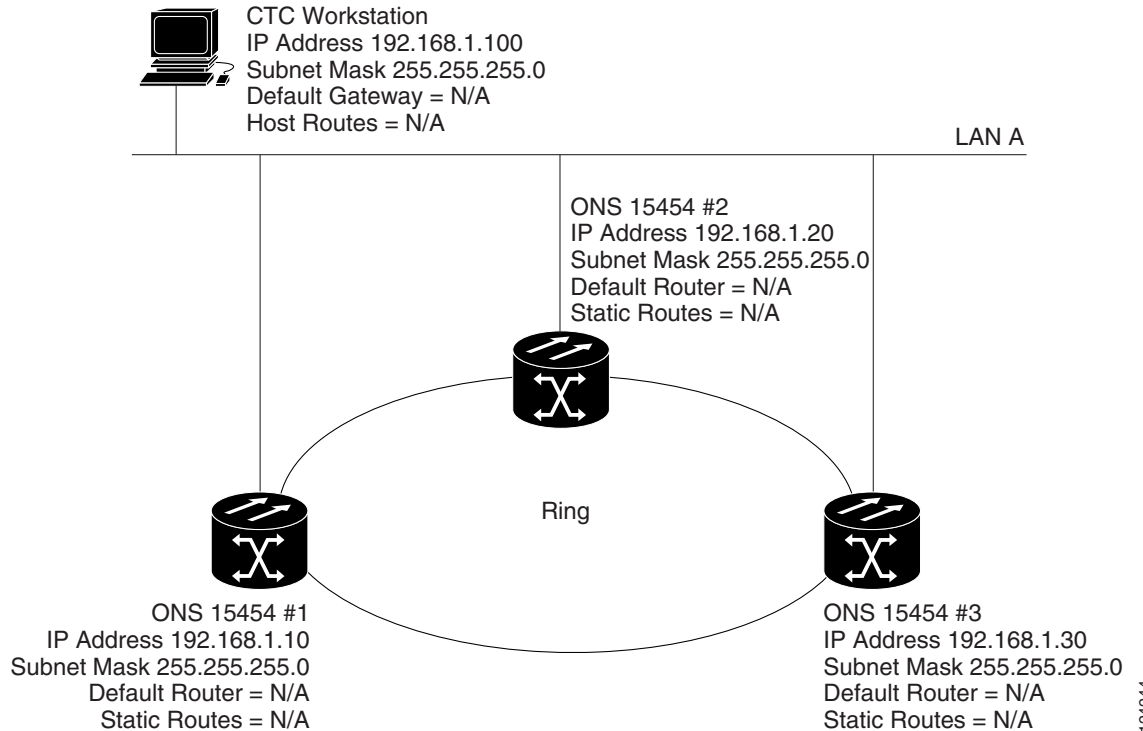 CTC Workstation
IP Address 192.168.1.100
Subnet Mask 255.255.255.0
Default Gateway = N/A
Host Routes = N/A
LAN A
ONS 15454 #2
IP Address 192.168.1.20
Subnet Mask 255.255.255.0
Default Router = N/A
Static Routes = N/A
Ring
ONS 15454 #1
IP Address 192.168.1.10
Subnet Mask 255.255.255.0
Default Router = N/A
Static Routes = N/A
ONS 15454 #3
IP Address 192.168.1.30
Subnet Mask 255.255.255.0
Default Router = N/A
Static Routes = N/A